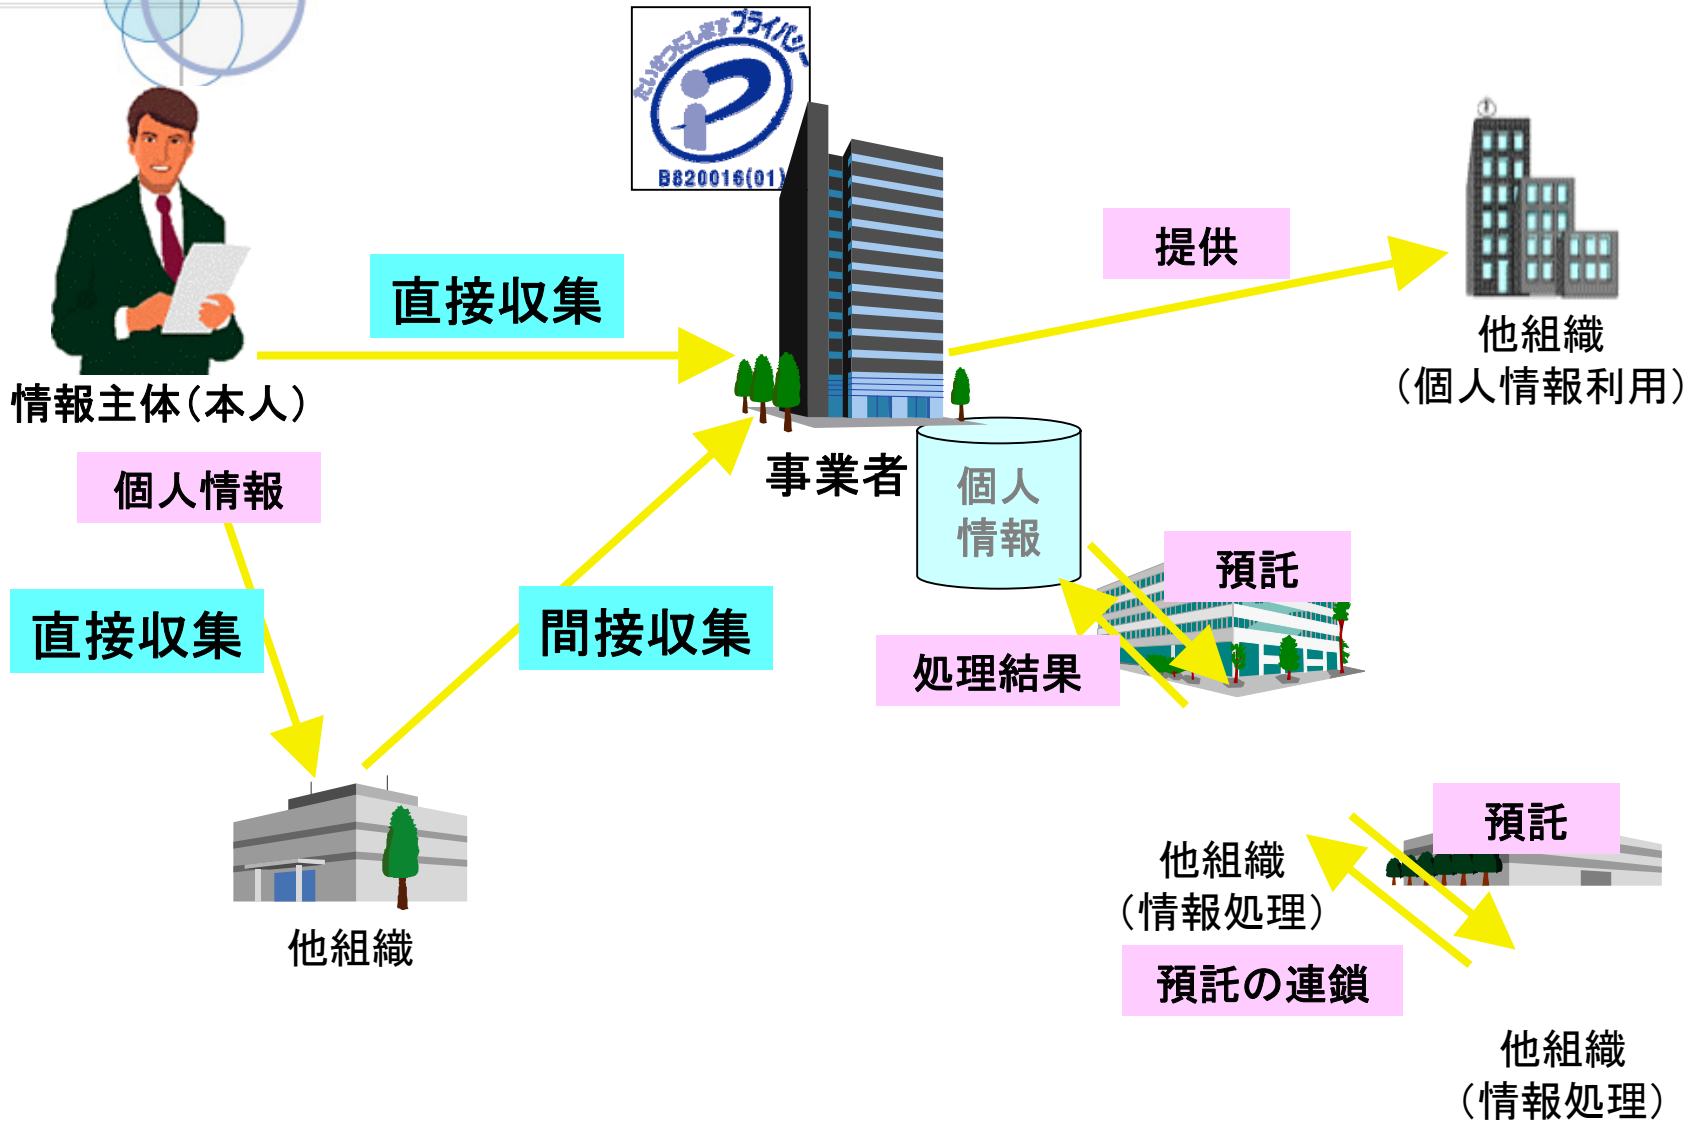 たいせつにしますプライバシー
B820016(01)
提供
直接収集
他組織
（個人情報利用）
情報主体（本人）
個人情報
事業者
個人
情報
預託
直接収集
間接収集
処理結果
預託
他組織
（情報処理）
他組織
預託の連鎖
他組織
（情報処理）